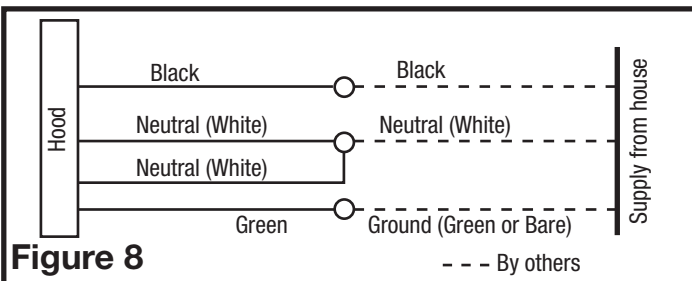 Black Black
Hood
Neutral (White) Neutral (White)
Neutral (White)
Supply from house
Green Ground (Green or Bare)
Figure 8
- - - By others